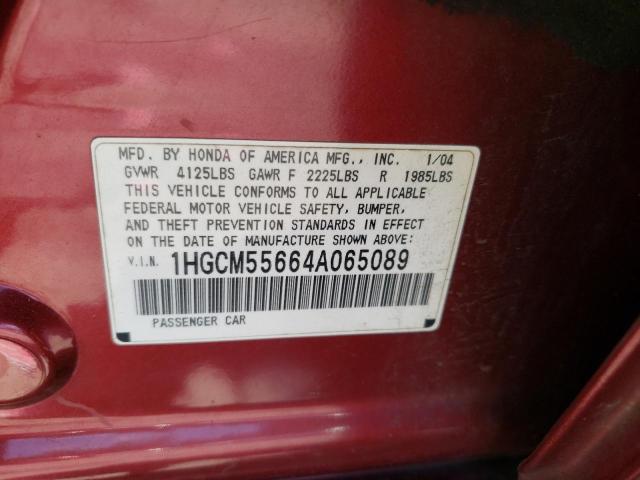 MFD. BY HONDA OF AMERICA MFG., INC. 1/04
GVWR 4125LBS GAWR F 2225LBS R 1985LBS
THIS VEHICLE CONFORMS TO ALL APPLICABLE
FEDERAL MOTOR VEHICLE SAFETY, BUMPER,
AND THEFT PREVENTION STANDARDS IN EFFECT
ON THE DATE OF MANUFACTURE SHOWN ABOVE:
V.I.N. 1HGCM55664A065089
PASSENGER CAR